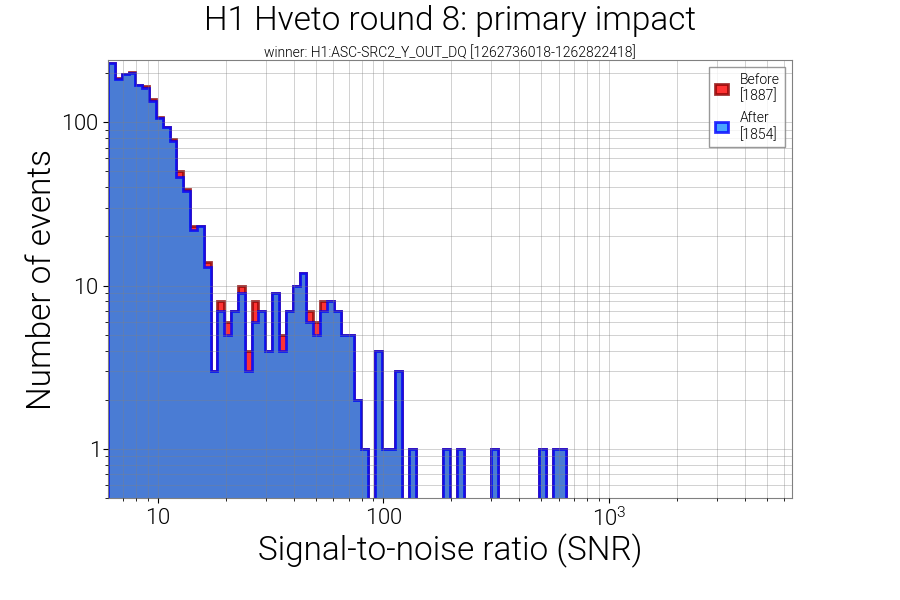 H1 Hveto round 8: primary impact
winner: H1:ASC-SRC2_Y_OUT_DQ [1262736018-1262822418]
Before
[1887]
After
[1854]
Number of events
100
10
1
10
100
10³
Signal-to-noise ratio (SNR)